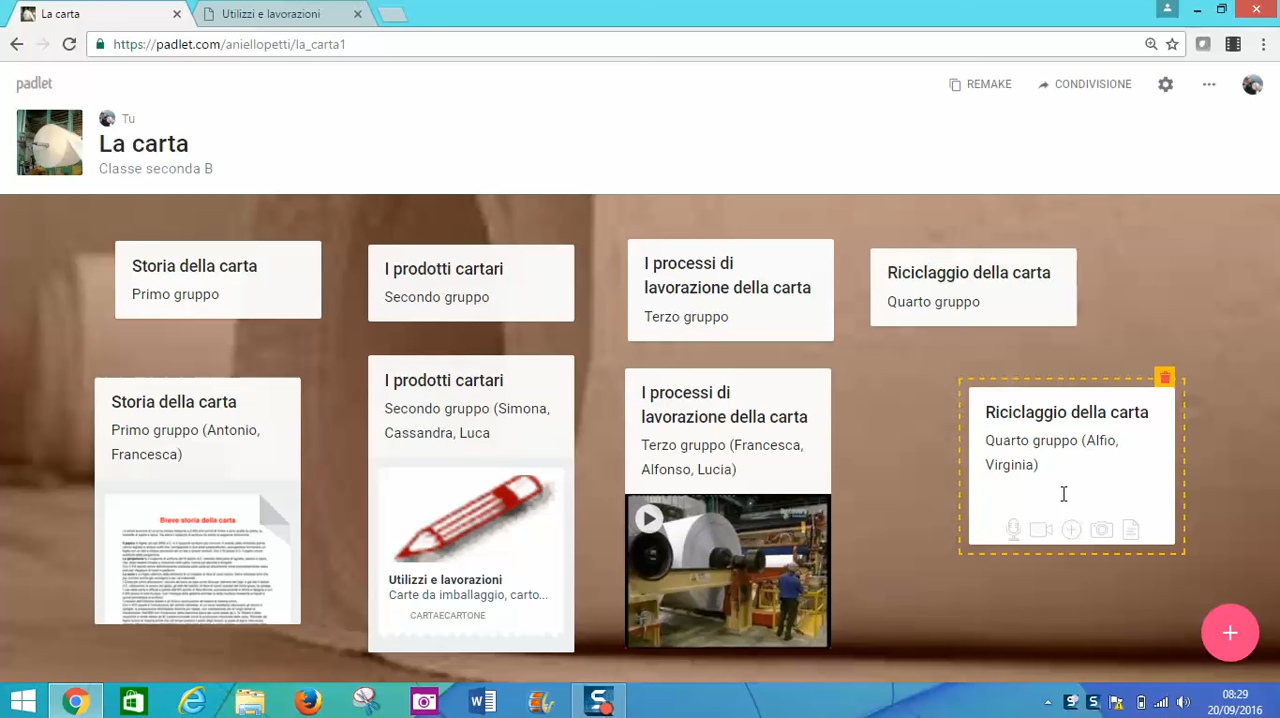 La carta
Utilizzi e lavorazioni
https://padlet.com/aniellopetti/la_carta1
padlet
REMAKE
CONDIVISIONE
Tu
La carta
Classe seconda B
Storia della carta
Primo gruppo
I prodotti cartari
Secondo gruppo
I processi di
lavorazione della carta
Terzo gruppo
Riciclaggio della carta
Quarto gruppo
Storia della carta
Primo gruppo (Antonio,
Francesca)
Breve storia della carta
I prodotti cartari
Secondo gruppo (Simona,
Cassandra, Luca
Utilizzi e lavorazioni
Carte da imballaggio, carto...
CARTAECARTONE
I processi di
lavorazione della carta
Terzo gruppo (Francesca,
Alfonso, Lucia)
Riciclaggio della carta
Quarto gruppo (Alfio,
Virginia)
08:29
20/09/2016